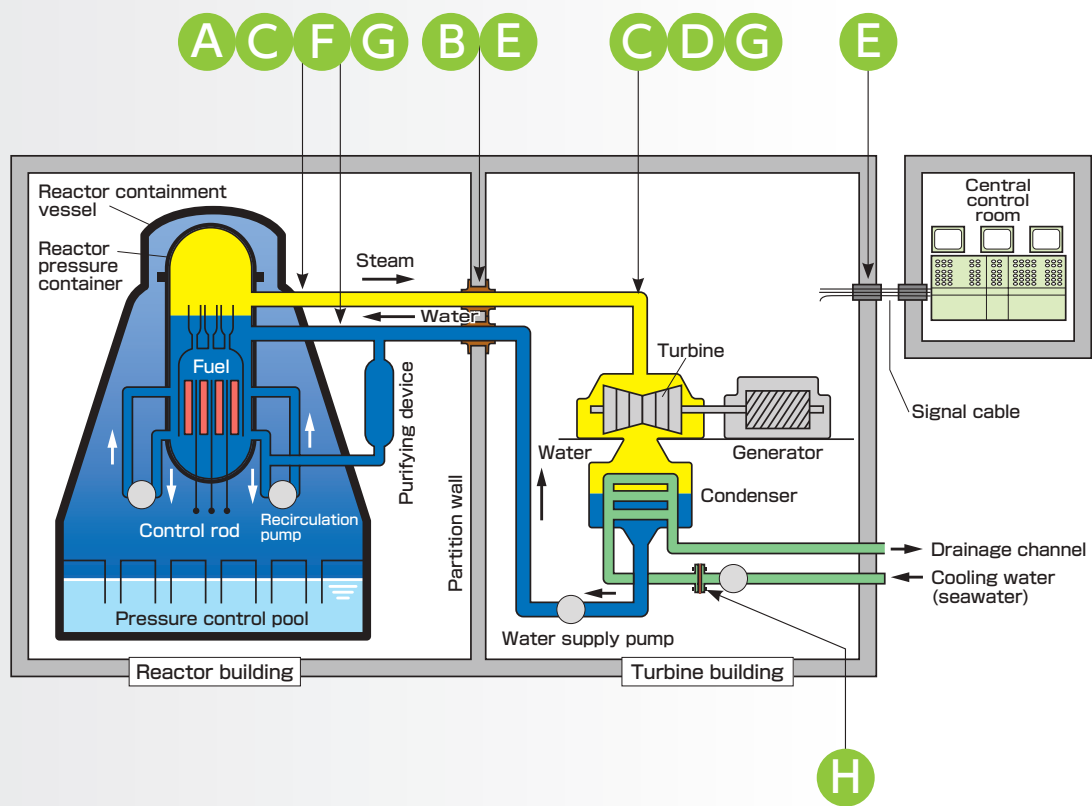 A C F G B E C D G E
Reactor containment
vessel
Reactor
pressure
container
Steam
Water
Fuel
Purifying device
Partition wall
Control rod
Recirculation
pump
Pressure control pool
Reactor building
Turbine
Water
Generator
Condenser
Water supply pump
Turbine building
Central
control
room
Signal cable
Drainage channel
Cooling water
(seawater)
H